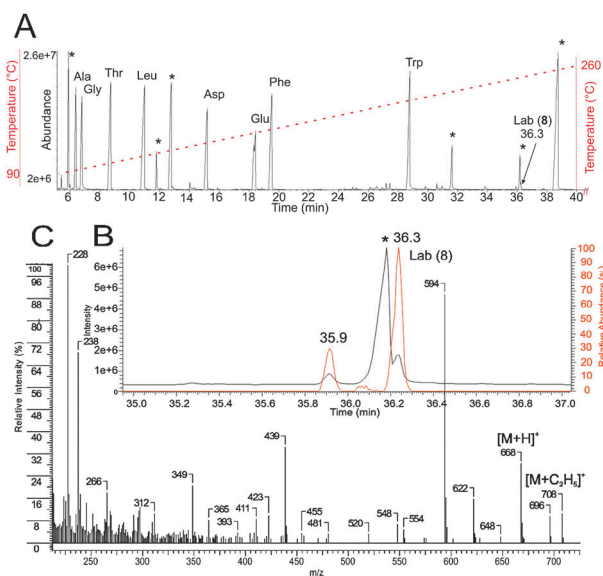 A
2.6e+7
2e+6
Abundance
Temperature (°C)
90
*
Ala
Gly
Thr
Leu
*
*
Asp
Glu
Phe
Trp
*
Lab (8)
36.3
*
*
260
Temperature (°C)
6 8 10 12 14 16 18 20 22 24 26 28 30 32 34 36 38 40
Time (min)
C
B
6e+6
5e+6
4e+6
3e+6
2e+6
1e+6
0
Intensity
35.9
* 36.3
Lab (8)
100
90
80
70
60
50
40
30
20
10
0
35.0 35.2 35.4 35.6 35.8 36.0 36.2 36.4 36.6 36.8 37.0
Time (min)
100
96
88
80
72
64
56
48
40
32
24
16
8
0
Relative Intensity (%)
228
238
266
312
349
365
393
411
423
439
455
481
520
548
554
594
622
648
[M+H]+
668
[M+C2H5]+
696
708
250 300 350 400 450 500 550 600 650 700
m/z